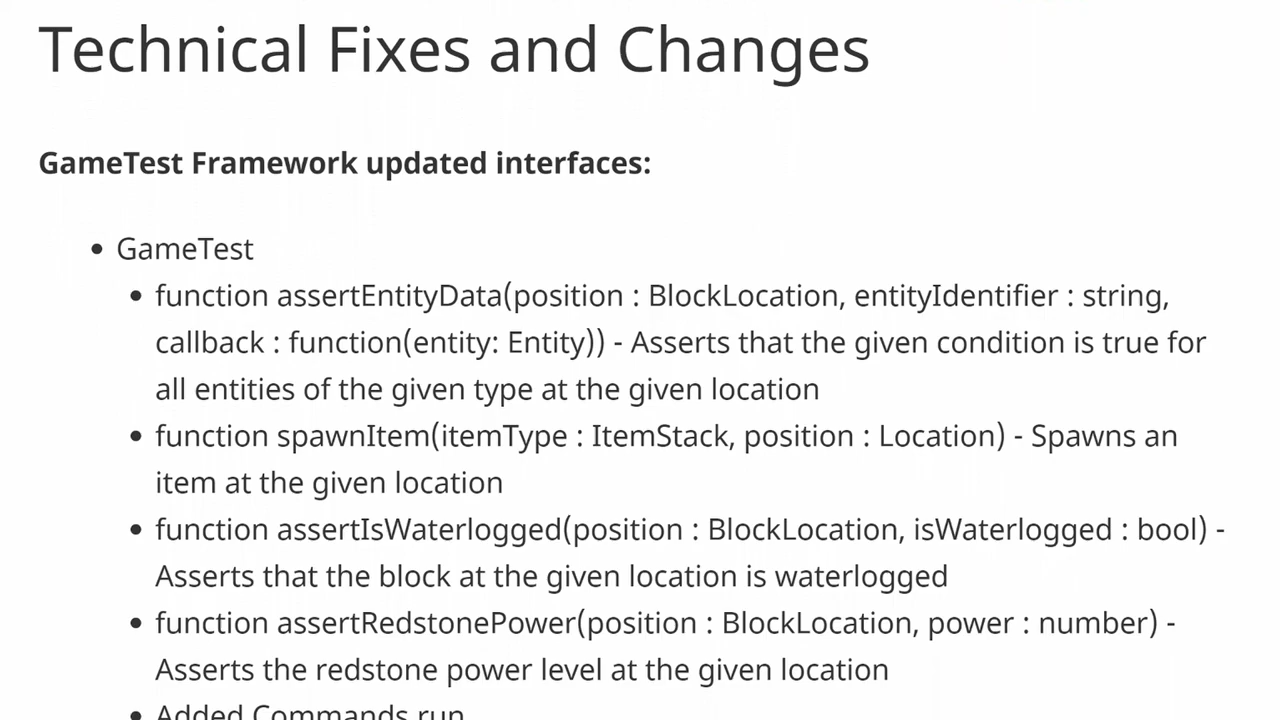 Technical Fixes and Changes
GameTest Framework updated interfaces:
• GameTest
• function assertEntityData(position : BlockLocation, entityIdentifier : string,
callback : function(entity: Entity)) - Asserts that the given condition is true for
all entities of the given type at the given location
• function spawnItem(itemType : ItemStack, position : Location) - Spawns an
item at the given location
• function assertIsWaterlogged(position : BlockLocation, isWaterlogged : bool) -
Asserts that the block at the given location is waterlogged
• function assertRedstonePower(position : BlockLocation, power : number) -
Asserts the redstone power level at the given location
• Added Commands.run